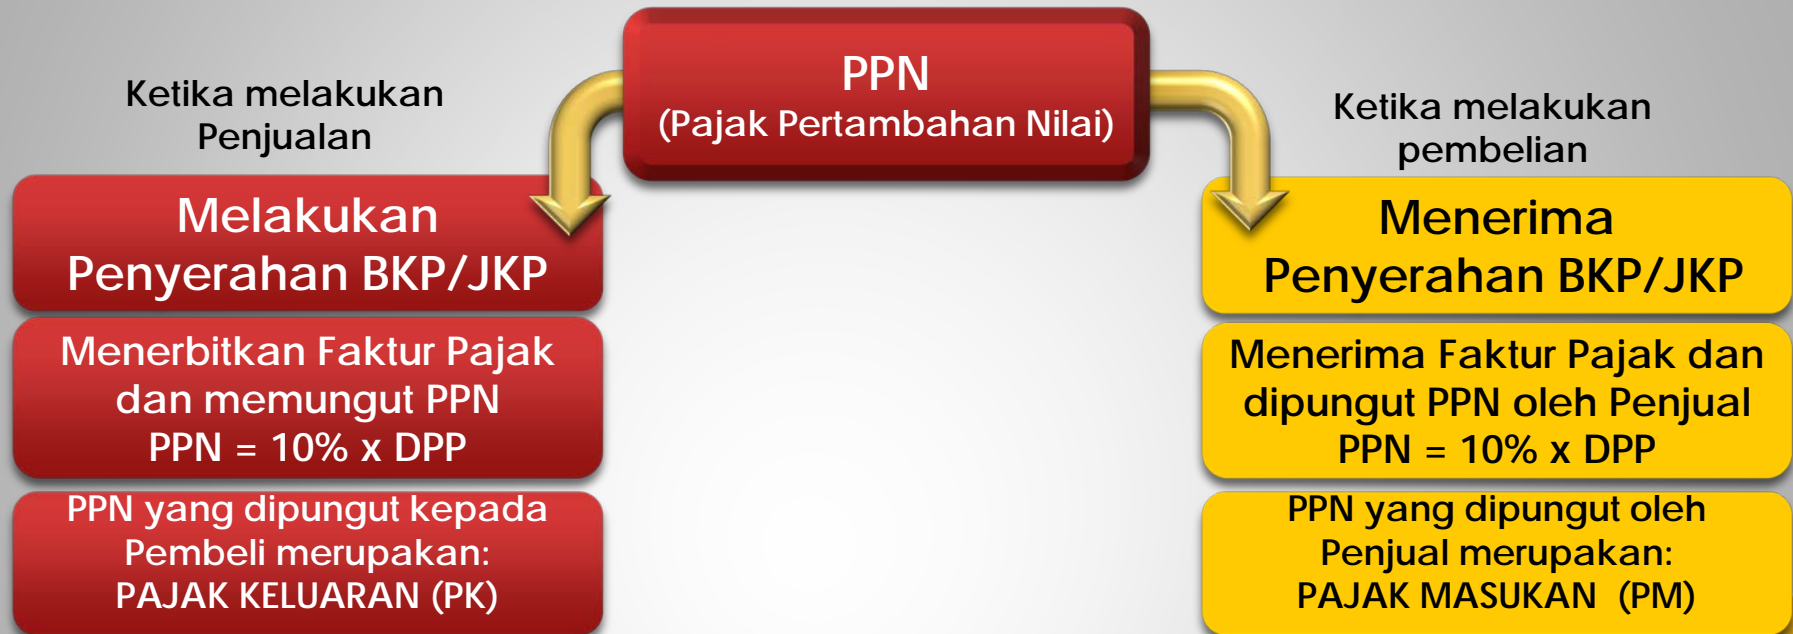 PPN
(Pajak Pertambahan Nilai)
Ketika melakukan
Penjualan
Melakukan
Penyerahan BKP/JKP
Menerbitkan Faktur Pajak
dan memungut PPN
PPN = 10% x DPP
PPN yang dipungut kepada
Pembeli merupakan:
PAJAK KELUARAN (PK)
Ketika melakukan
pembelian
Menerima
Penyerahan BKP/JKP
Menerima Faktur Pajak dan
dipungut PPN oleh Penjual
PPN = 10% x DPP
PPN yang dipungut oleh
Penjual merupakan:
PAJAK MASUKAN (PM)